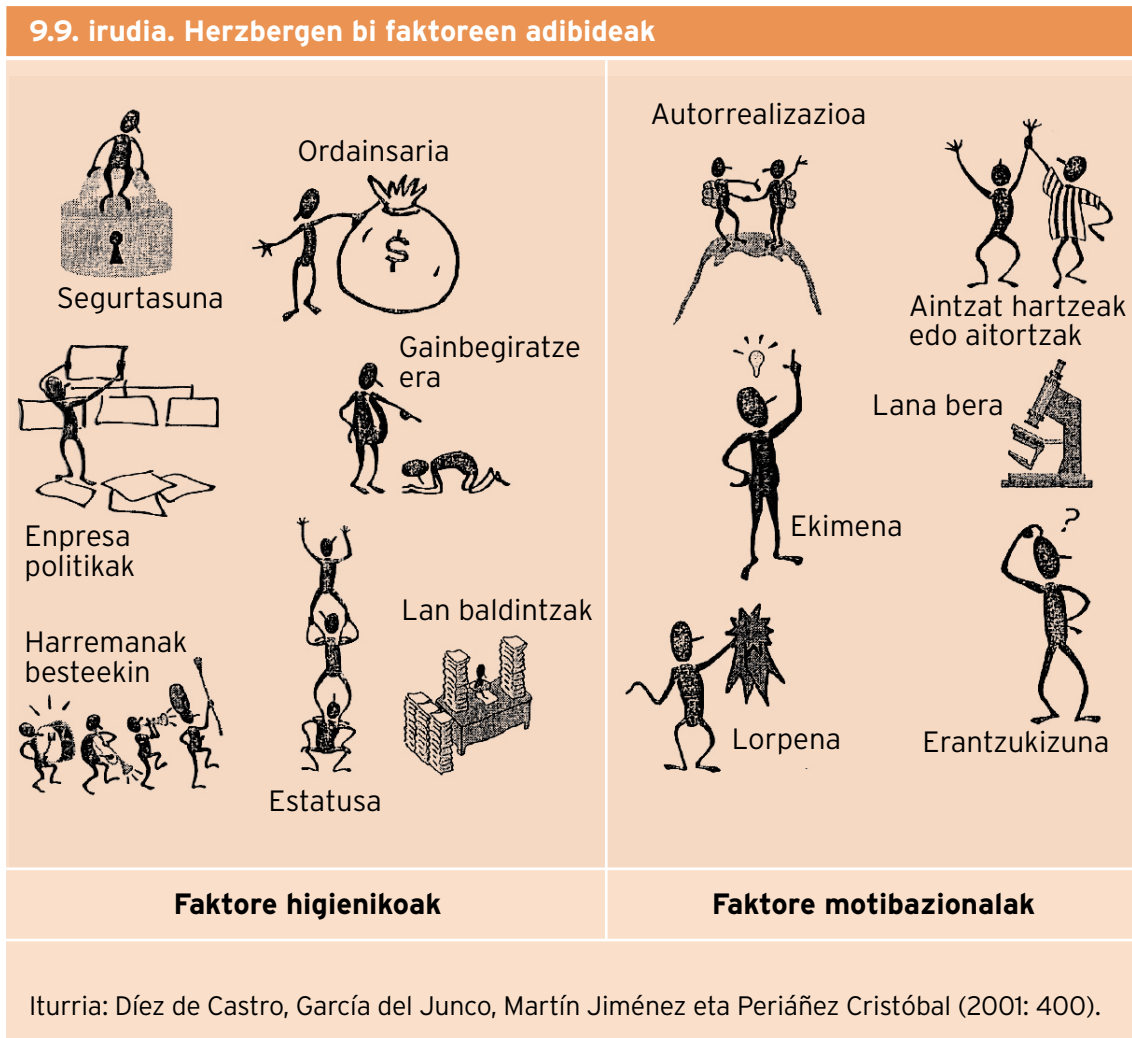 9.9. irudia. Herzbergen bi faktoreen adibideak
Ordainsaria
$
Segurtasuna
Gainbegiratze
era
Enpresa
politikak
Lan baldintzak
Harremanak
besteekin
Estatusa
Autorrealizazioa
Aintzat hartzeak
edo aitortzak
Lana bera
Ekimena
?
Lorpena
Erantzukizuna
Faktore higienikoak
Faktore motibazionalak
Iturria: Díez de Castro, García del Junco, Martín Jiménez eta Periáñez Cristóbal (2001: 400).